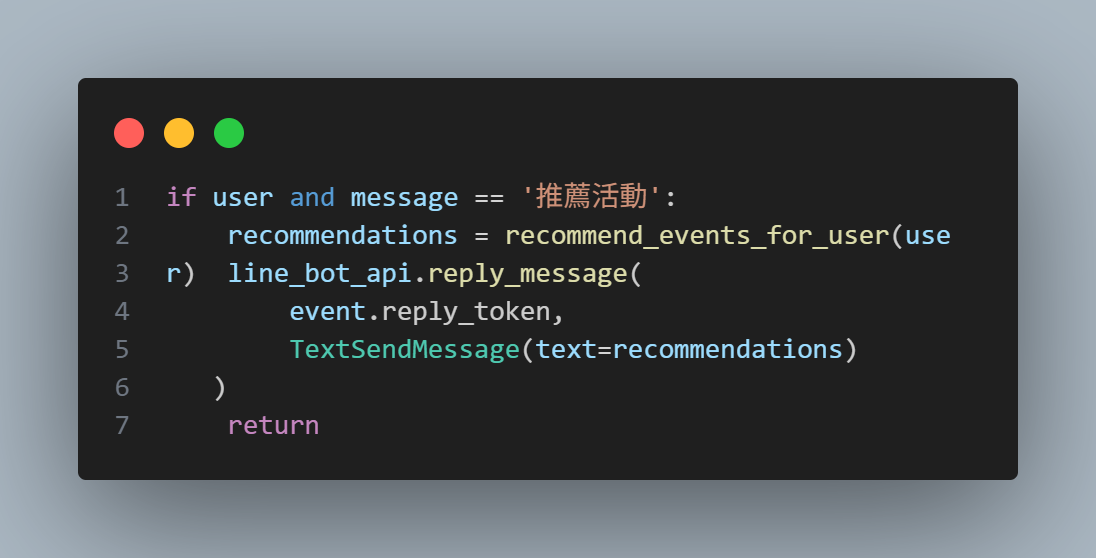 1 if user and message == '推薦活動':
2     recommendations = recommend_events_for_user(use
3 r)  line_bot_api.reply_message(
4         event.reply_token,
5         TextSendMessage(text=recommendations)
6    )
7     return